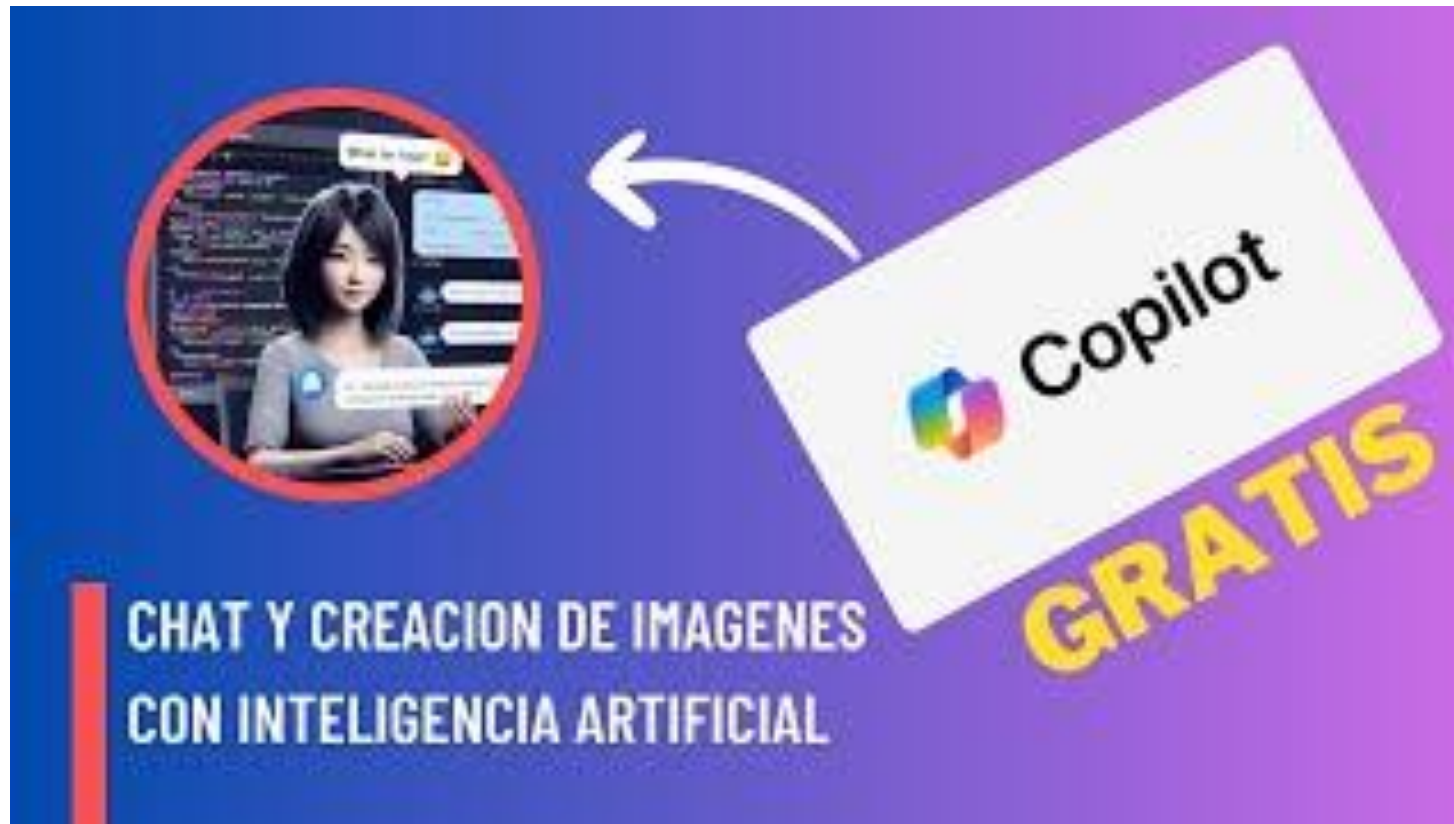 Copilot
GRATIS
CHAT Y CREACION DE IMAGENES
CON INTELIGENCIA ARTIFICIAL